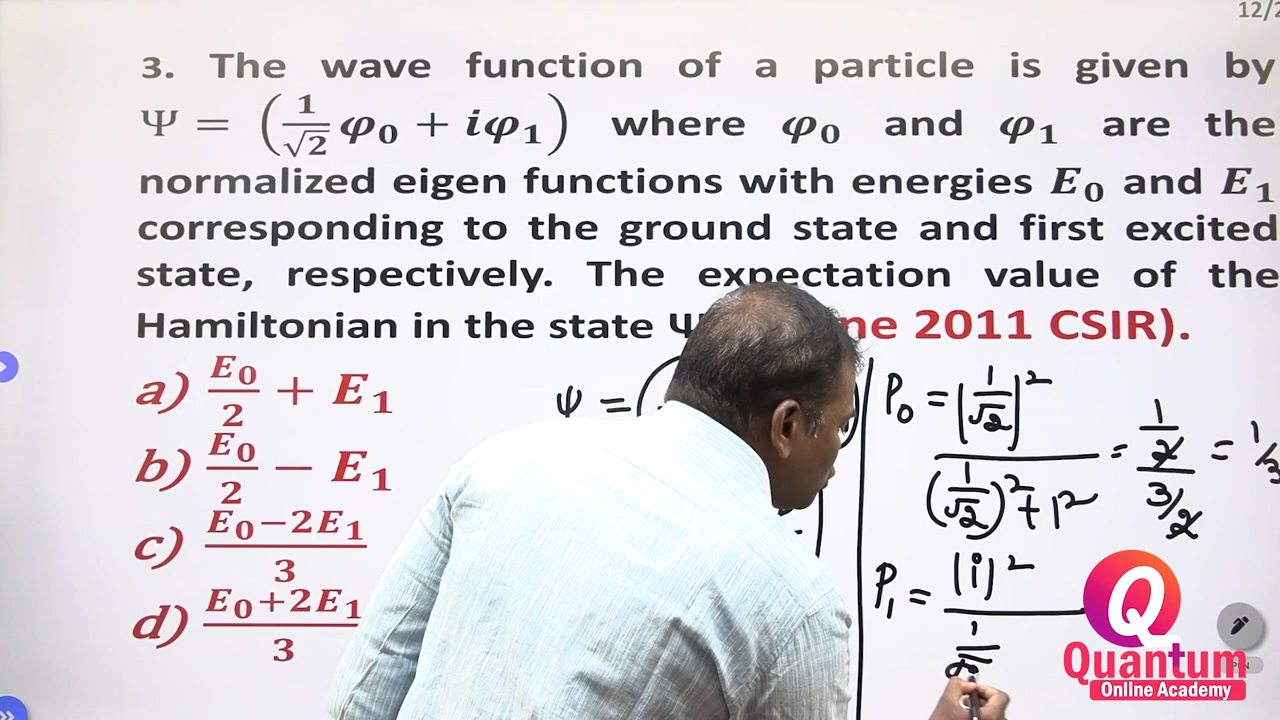 12/2
3. The wave function of a particle is given by
Ψ = (1/√2 φ₀ + iφ₁) where φ₀ and φ₁ are the
normalized eigen functions with energies E₀ and E₁
corresponding to the ground state and first excited
state, respectively. The expectation value of the
Hamiltonian in the state Ψ ne 2011 CSIR).
a) E₀/2 + E₁
b) E₀/2 − E₁
c) E₀−2E₁/3
d) E₀+2E₁/3
ψ = (
P₀ = |1/√2|² / (1/√2)² + 1² = 1/2 / 3/2 = 1/3
P₁ = |i|² / 1/√2
Quantum
Online Academy